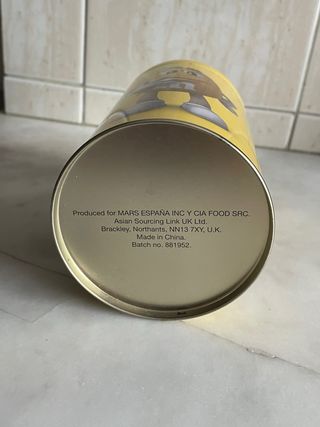 Produced for MARS ESPAÑA INC Y CIA FOOD SRC.
Asian Sourcing Link UK Ltd.
Brackley, Northants, NN13 7XY, U.K.
Made in China.
Batch no. 881952.